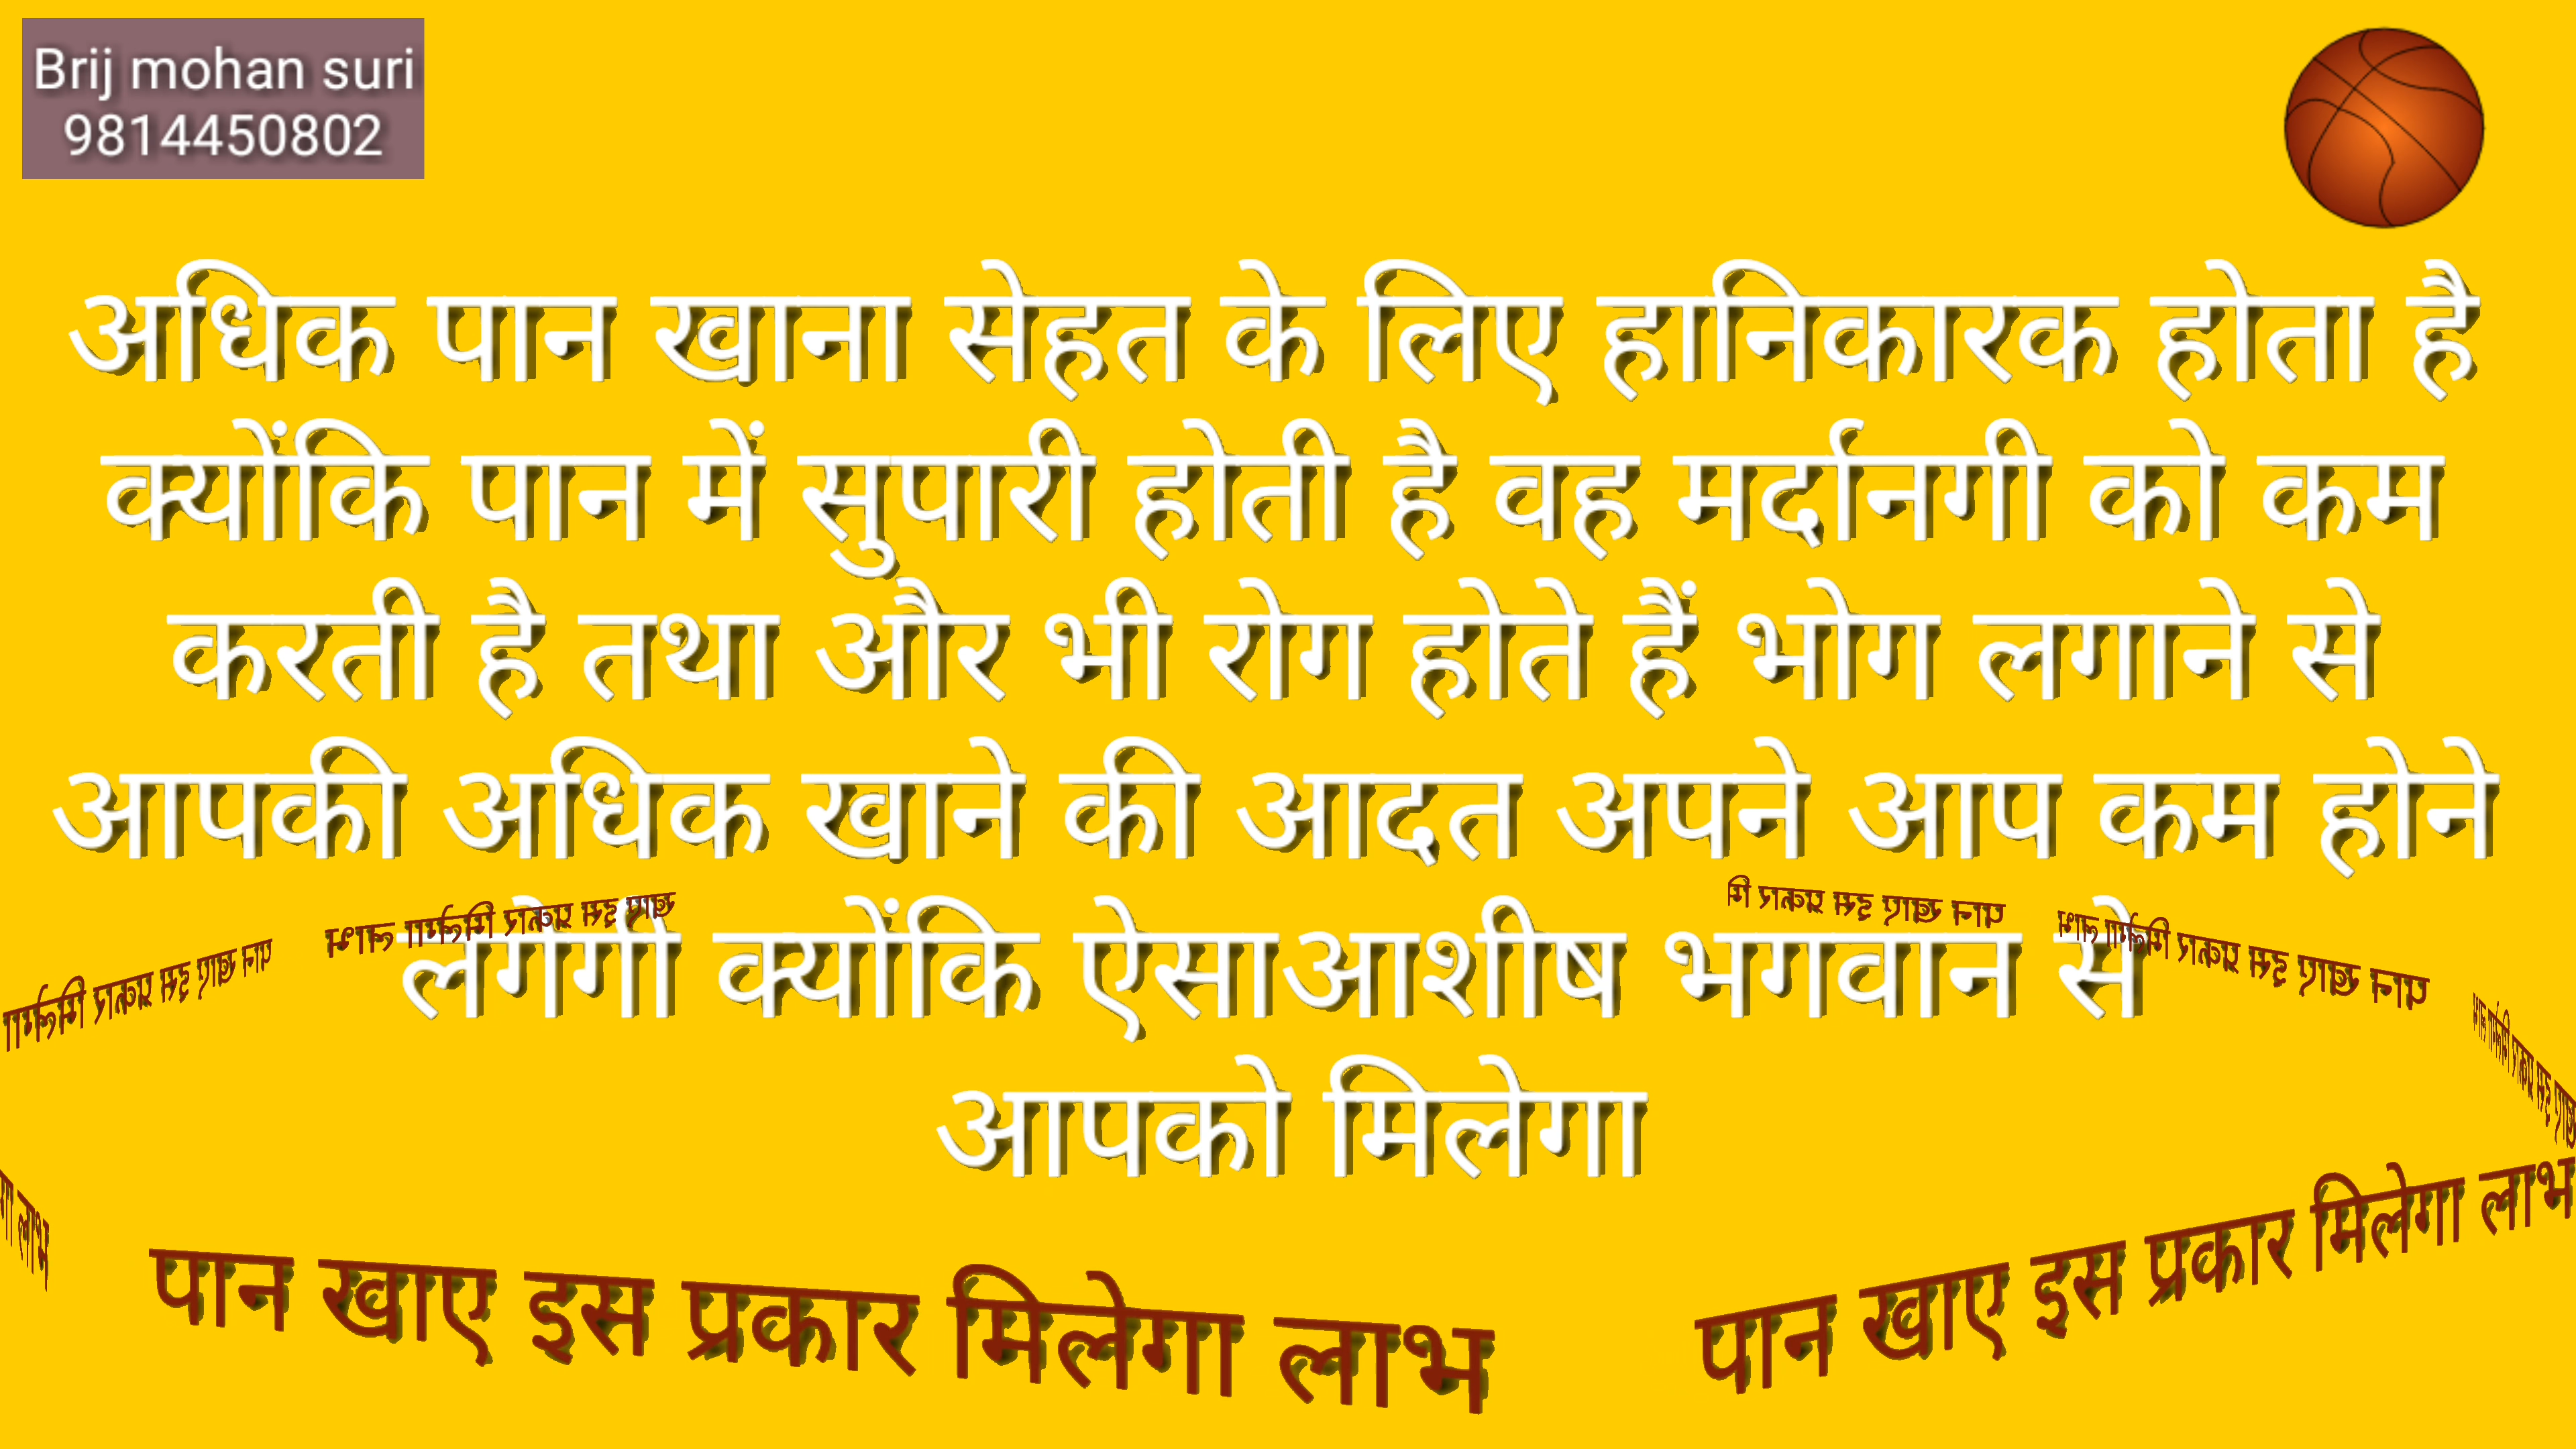 Brij mohan suri
9814450802
अधिक पान खाना सेहत के लिए हानिकारक होता है
क्योंकि पान में सुपारी होती है वह मर्दानगी को कम
करती है तथा और भी रोग होते हैं भोग लगाने से
आपकी अधिक खाने की आदत अपने आप कम होने
लगेगी क्योंकि ऐसाआशीष भगवान से
आपको मिलेगा
पान खाए इस प्रकार मिलेगा लाभ
पान खाए इस प्रकार मिलेगा लाभ